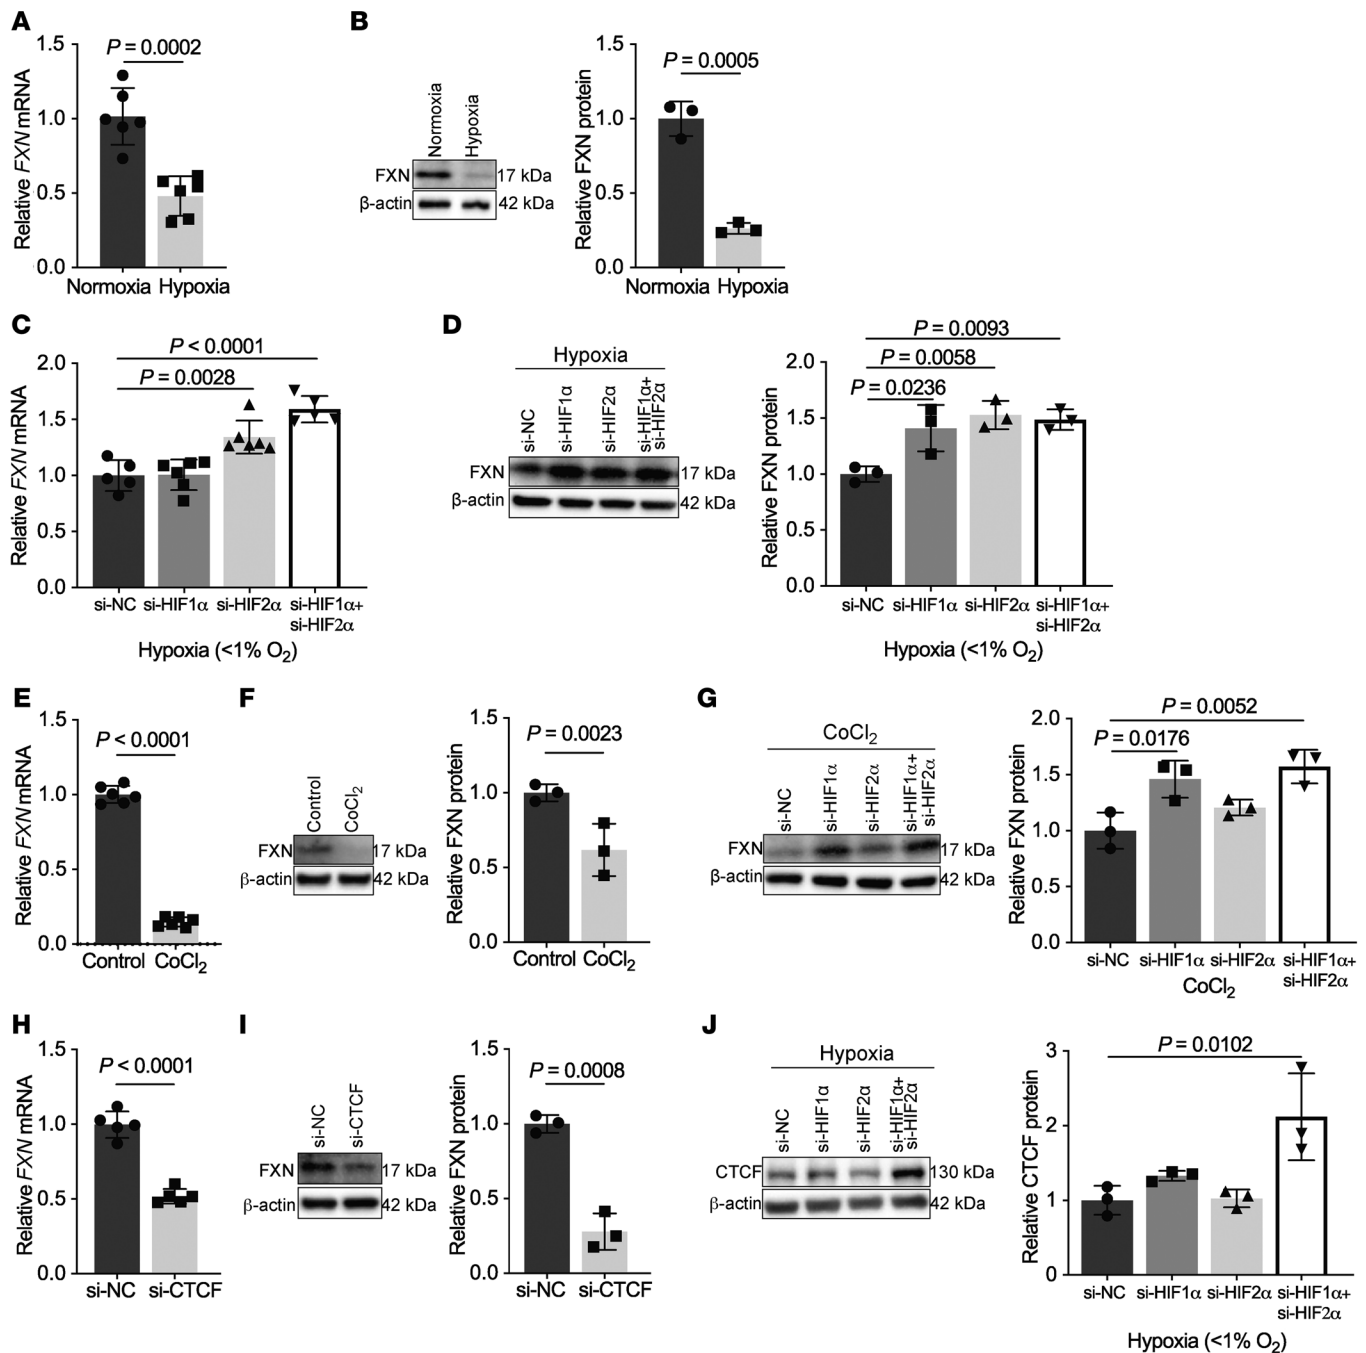 A
Relative FXN mRNA
1.5
1.0
0.5
0.0
P = 0.0002
Normoxia Hypoxia
B
Normoxia
Hypoxia
FXN
17 kDa
β-actin
42 kDa
Relative FXN protein
1.5
1.0
0.5
0.0
P = 0.0005
Normoxia Hypoxia
C
Relative FXN mRNA
2.0
1.5
1.0
0.5
0.0
P < 0.0001
P = 0.0028
si-NC si-HIF1α si-HIF2α si-HIF1α+
si-HIF2α
Hypoxia (<1% O2)
D
Hypoxia
si-NC
si-HIF1α
si-HIF2α
si-HIF1α+
si-HIF2α
FXN
17 kDa
β-actin
42 kDa
Relative FXN protein
2.0
1.5
1.0
0.5
0.0
P = 0.0093
P = 0.0058
P = 0.0236
si-NC si-HIF1α si-HIF2α si-HIF1α+
si-HIF2α
Hypoxia (<1% O2)
E
Relative FXN mRNA
1.5
1.0
0.5
0.0
P < 0.0001
Control CoCl2
F
Control
CoCl2
FXN
17 kDa
β-actin
42 kDa
Relative FXN protein
1.5
1.0
0.5
0.0
P = 0.0023
Control CoCl2
G
CoCl2
si-NC
si-HIF1α
si-HIF2α
si-HIF1α+
si-HIF2α
FXN
17 kDa
β-actin
42 kDa
Relative FXN protein
2.0
1.5
1.0
0.5
0.0
P = 0.0052
P = 0.0176
si-NC si-HIF1α si-HIF2α si-HIF1α+
si-HIF2α
CoCl2
H
Relative FXN mRNA
1.5
1.0
0.5
0.0
P < 0.0001
si-NC si-CTCF
I
si-NC
si-CTCF
FXN
17 kDa
β-actin
42 kDa
Relative FXN protein
1.5
1.0
0.5
0.0
P = 0.0008
si-NC si-CTCF
J
Hypoxia
si-NC
si-HIF1α
si-HIF2α
si-HIF1α+
si-HIF2α
CTCF
130 kDa
β-actin
42 kDa
Relative CTCF protein
3
2
1
0
P = 0.0102
si-NC si-HIF1α si-HIF2α si-HIF1α+
si-HIF2α
Hypoxia (<1% O2)